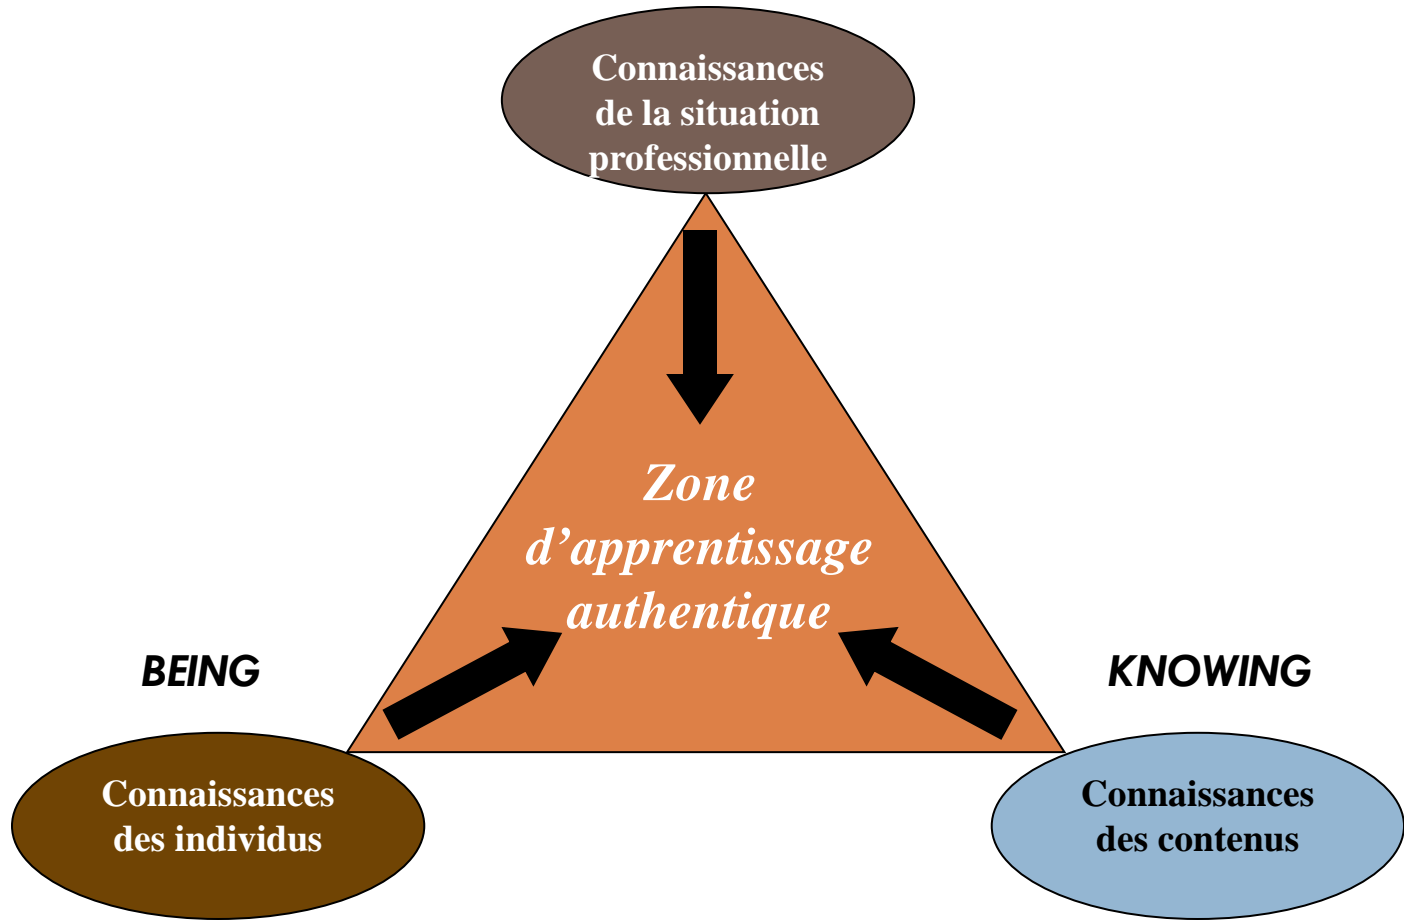 Connaissances
de la situation
professionnelle
Zone
d’apprentissage
authentique
BEING
KNOWING
Connaissances
des individus
Connaissances
des contenus